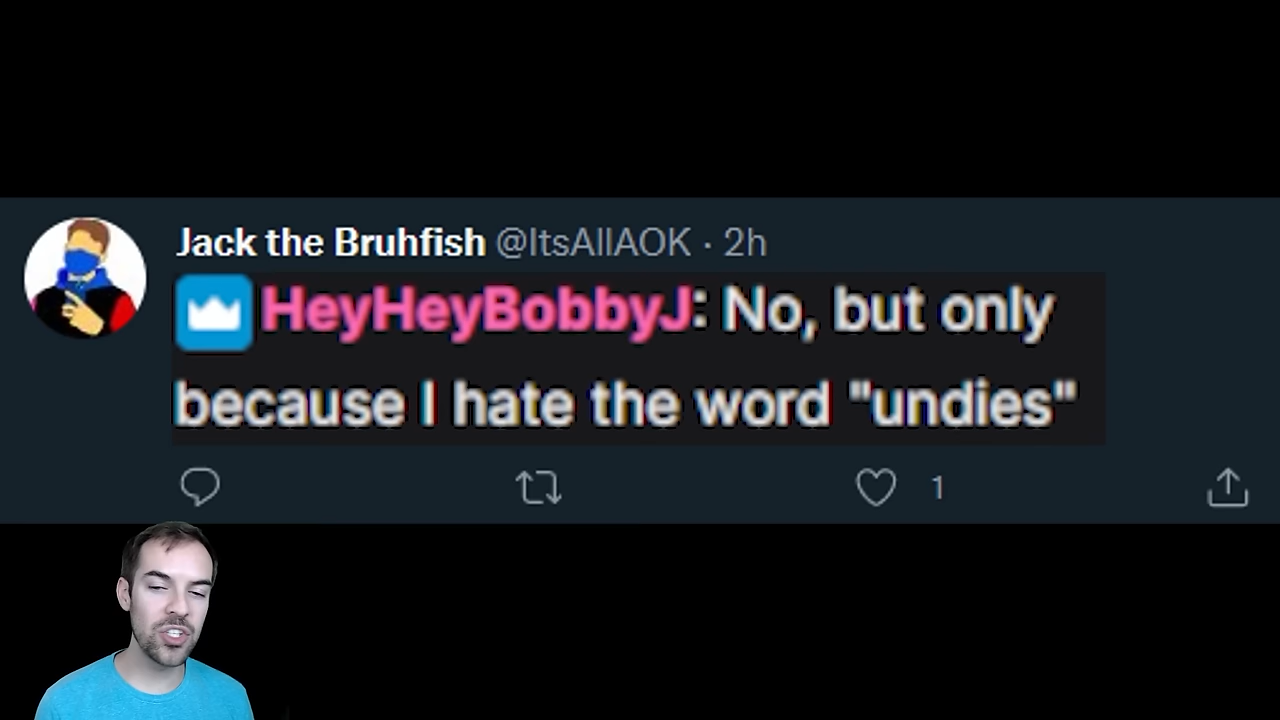 Jack the Bruhfish @ItsAllAOK · 2h
HeyHeyBobbyJ: No, but only
because I hate the word "undies"
1